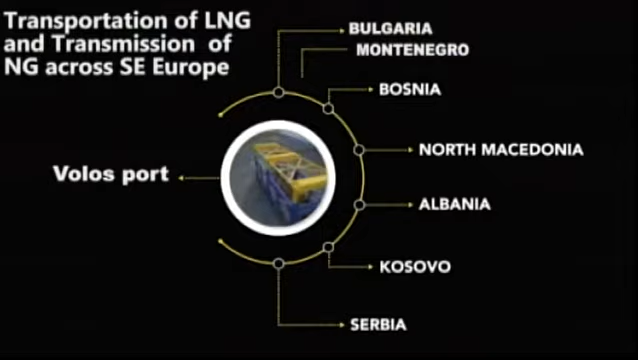 Transportation of LNG
and Transmission of
NG across SE Europe
BULGARIA
MONTENEGRO
BOSNIA
NORTH MACEDONIA
Volos port
ALBANIA
KOSOVO
SERBIA